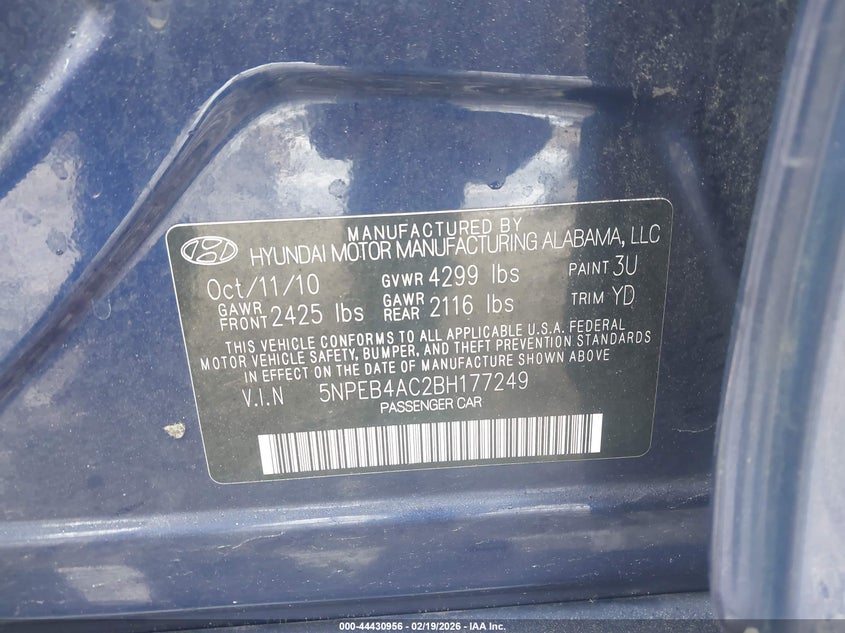 MANUFACTURED BY
HYUNDAI MOTOR MANUFACTURING ALABAMA, LLC
Oct/11/10 GVWR 4299 lbs PAINT 3U
GAWR FRONT 2425 lbs GAWR REAR 2116 lbs TRIM YD
THIS VEHICLE CONFORMS TO ALL APPLICABLE U.S.A. FEDERAL
MOTOR VEHICLE SAFETY, BUMPER, AND THEFT PREVENTION STANDARDS
IN EFFECT ON THE DATE OF MANUFACTURE SHOWN ABOVE
V.I.N 5NPEB4AC2BH177249
PASSENGER CAR
000-44430956 - 02/19/2026 - IAA Inc.